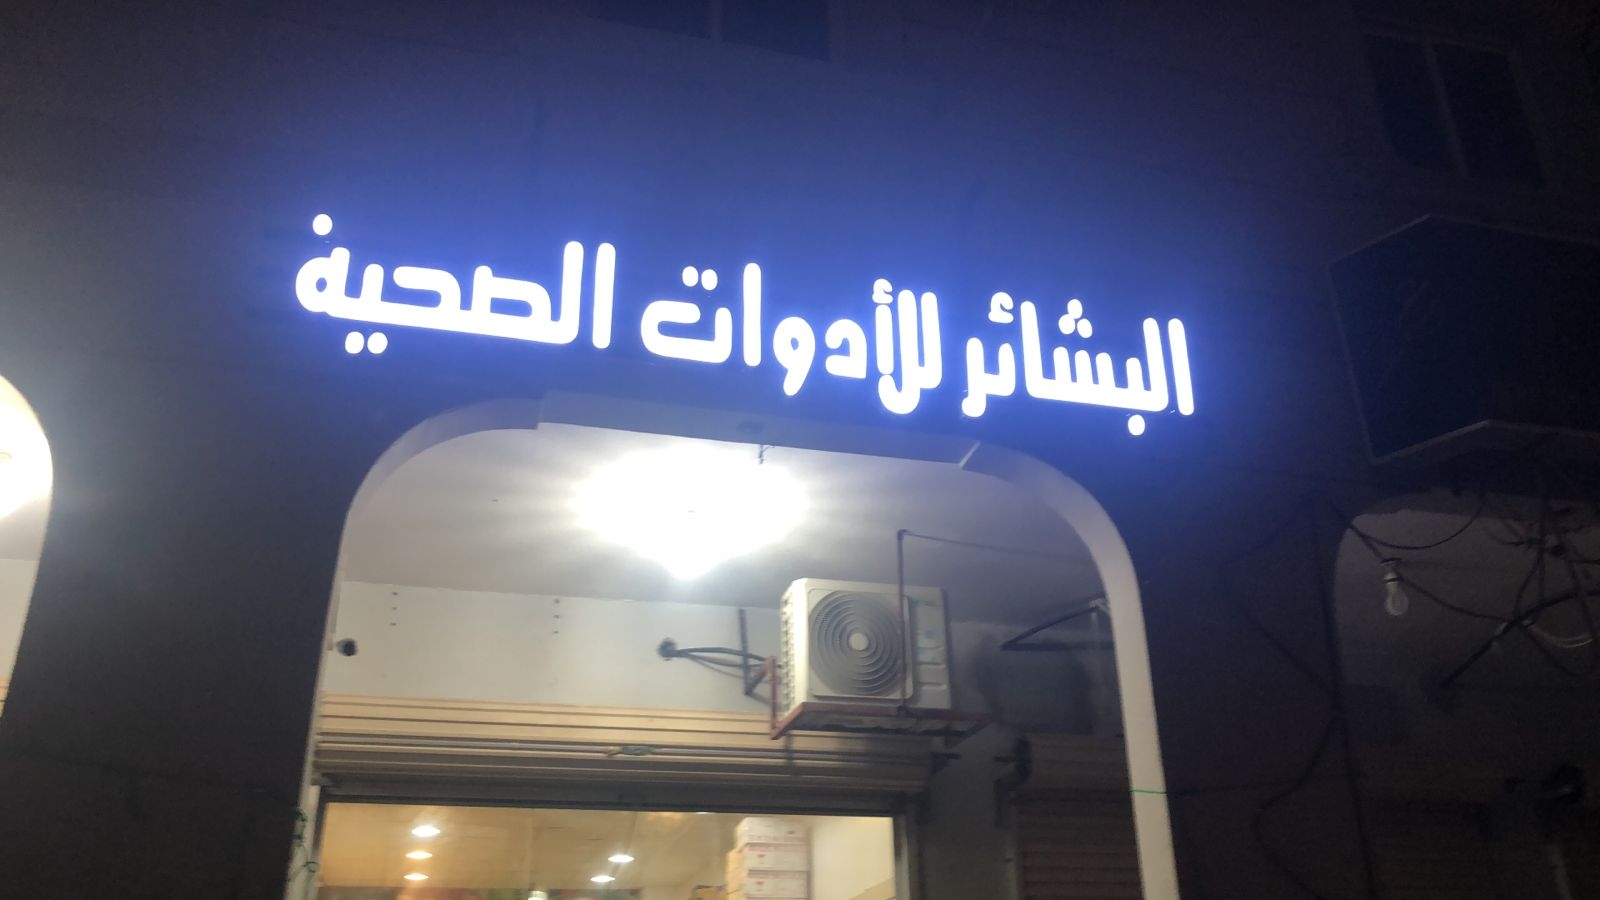 البشائر للأدوات الصحية